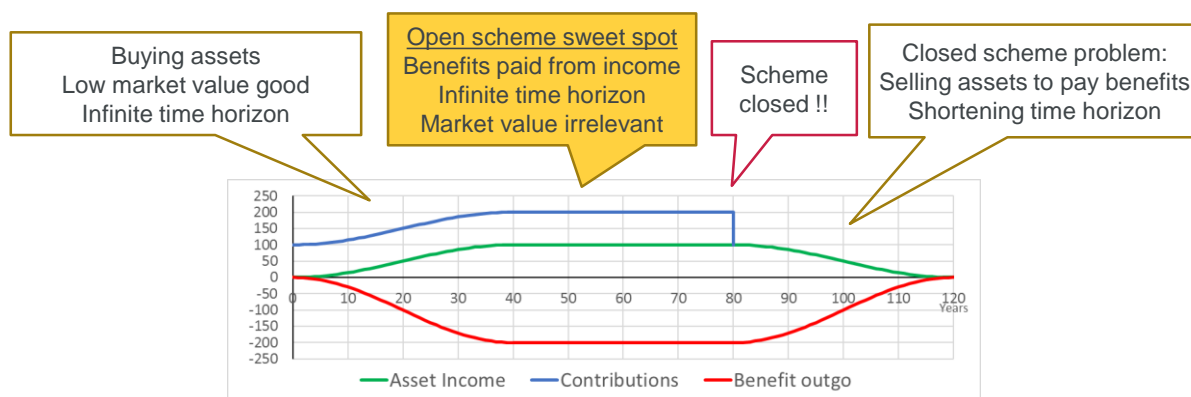 Buying assets
Low market value good
Infinite time horizon
Open scheme sweet spot
Benefits paid from income
Infinite time horizon
Market value irrelevant
Scheme
closed !!
Closed scheme problem:
Selling assets to pay benefits
Shortening time horizon
250
200
150
100
50
0
-50
-100
-150
-200
-250
0 10 20 30 40 50 60 70 80 90 100 110 120
Years
Asset Income Contributions Benefit outgo